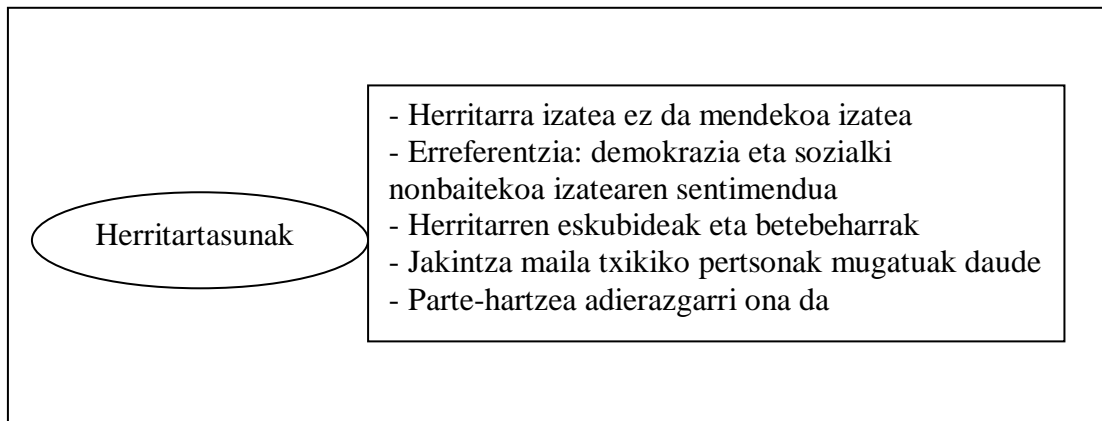 Herritartasunak
- Herritarra izatea ez da mendekoa izatea
- Erreferentzia: demokrazia eta sozialki
nonbaitekoa izatearen sentimendua
- Herritarren eskubideak eta betebeharrak
- Jakintza maila txikiko pertsonak mugatuak daude
- Parte-hartzea adierazgarri ona da